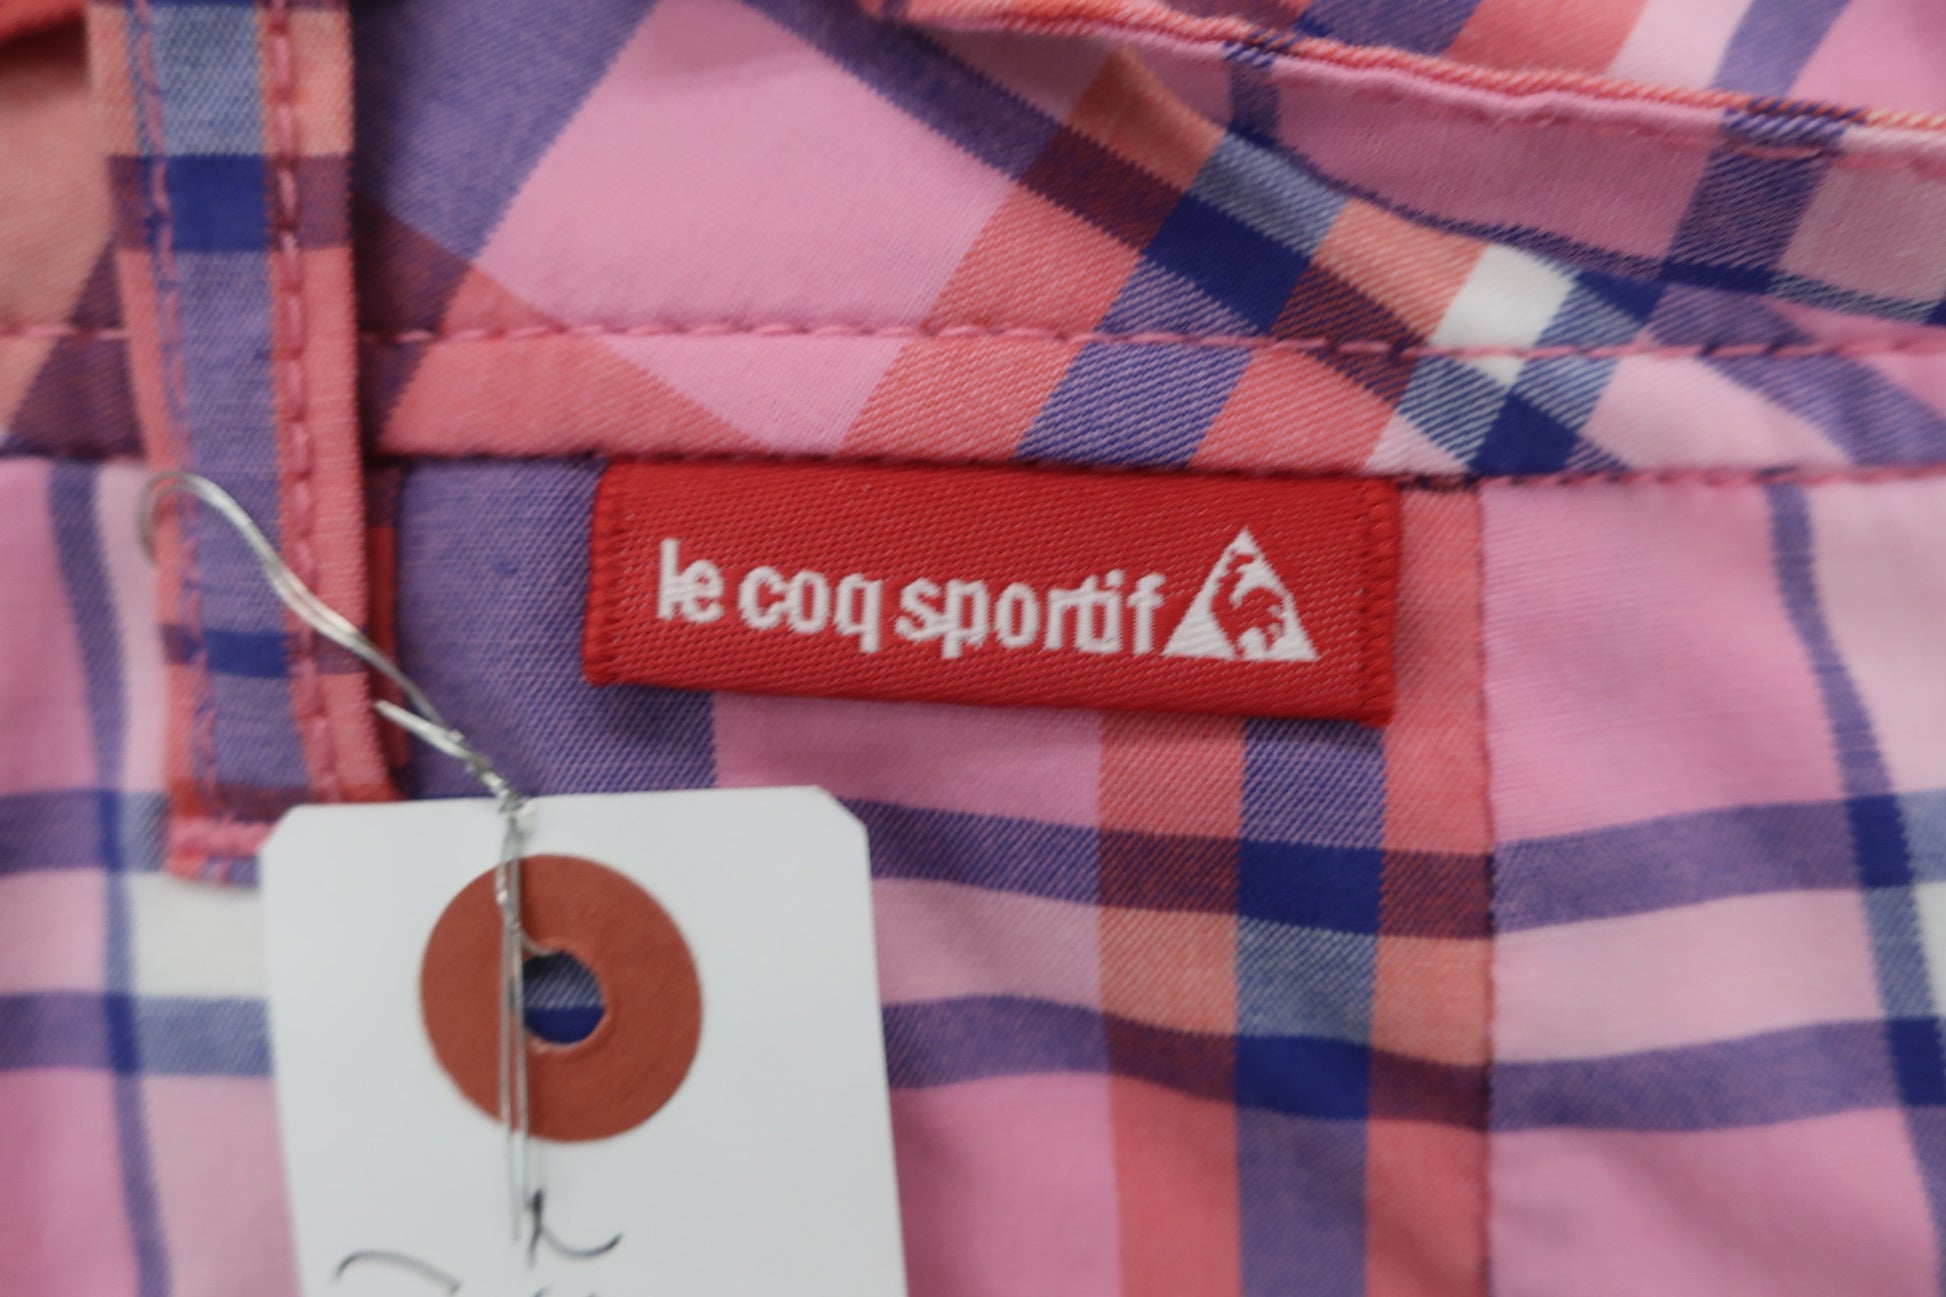 le coq sportif